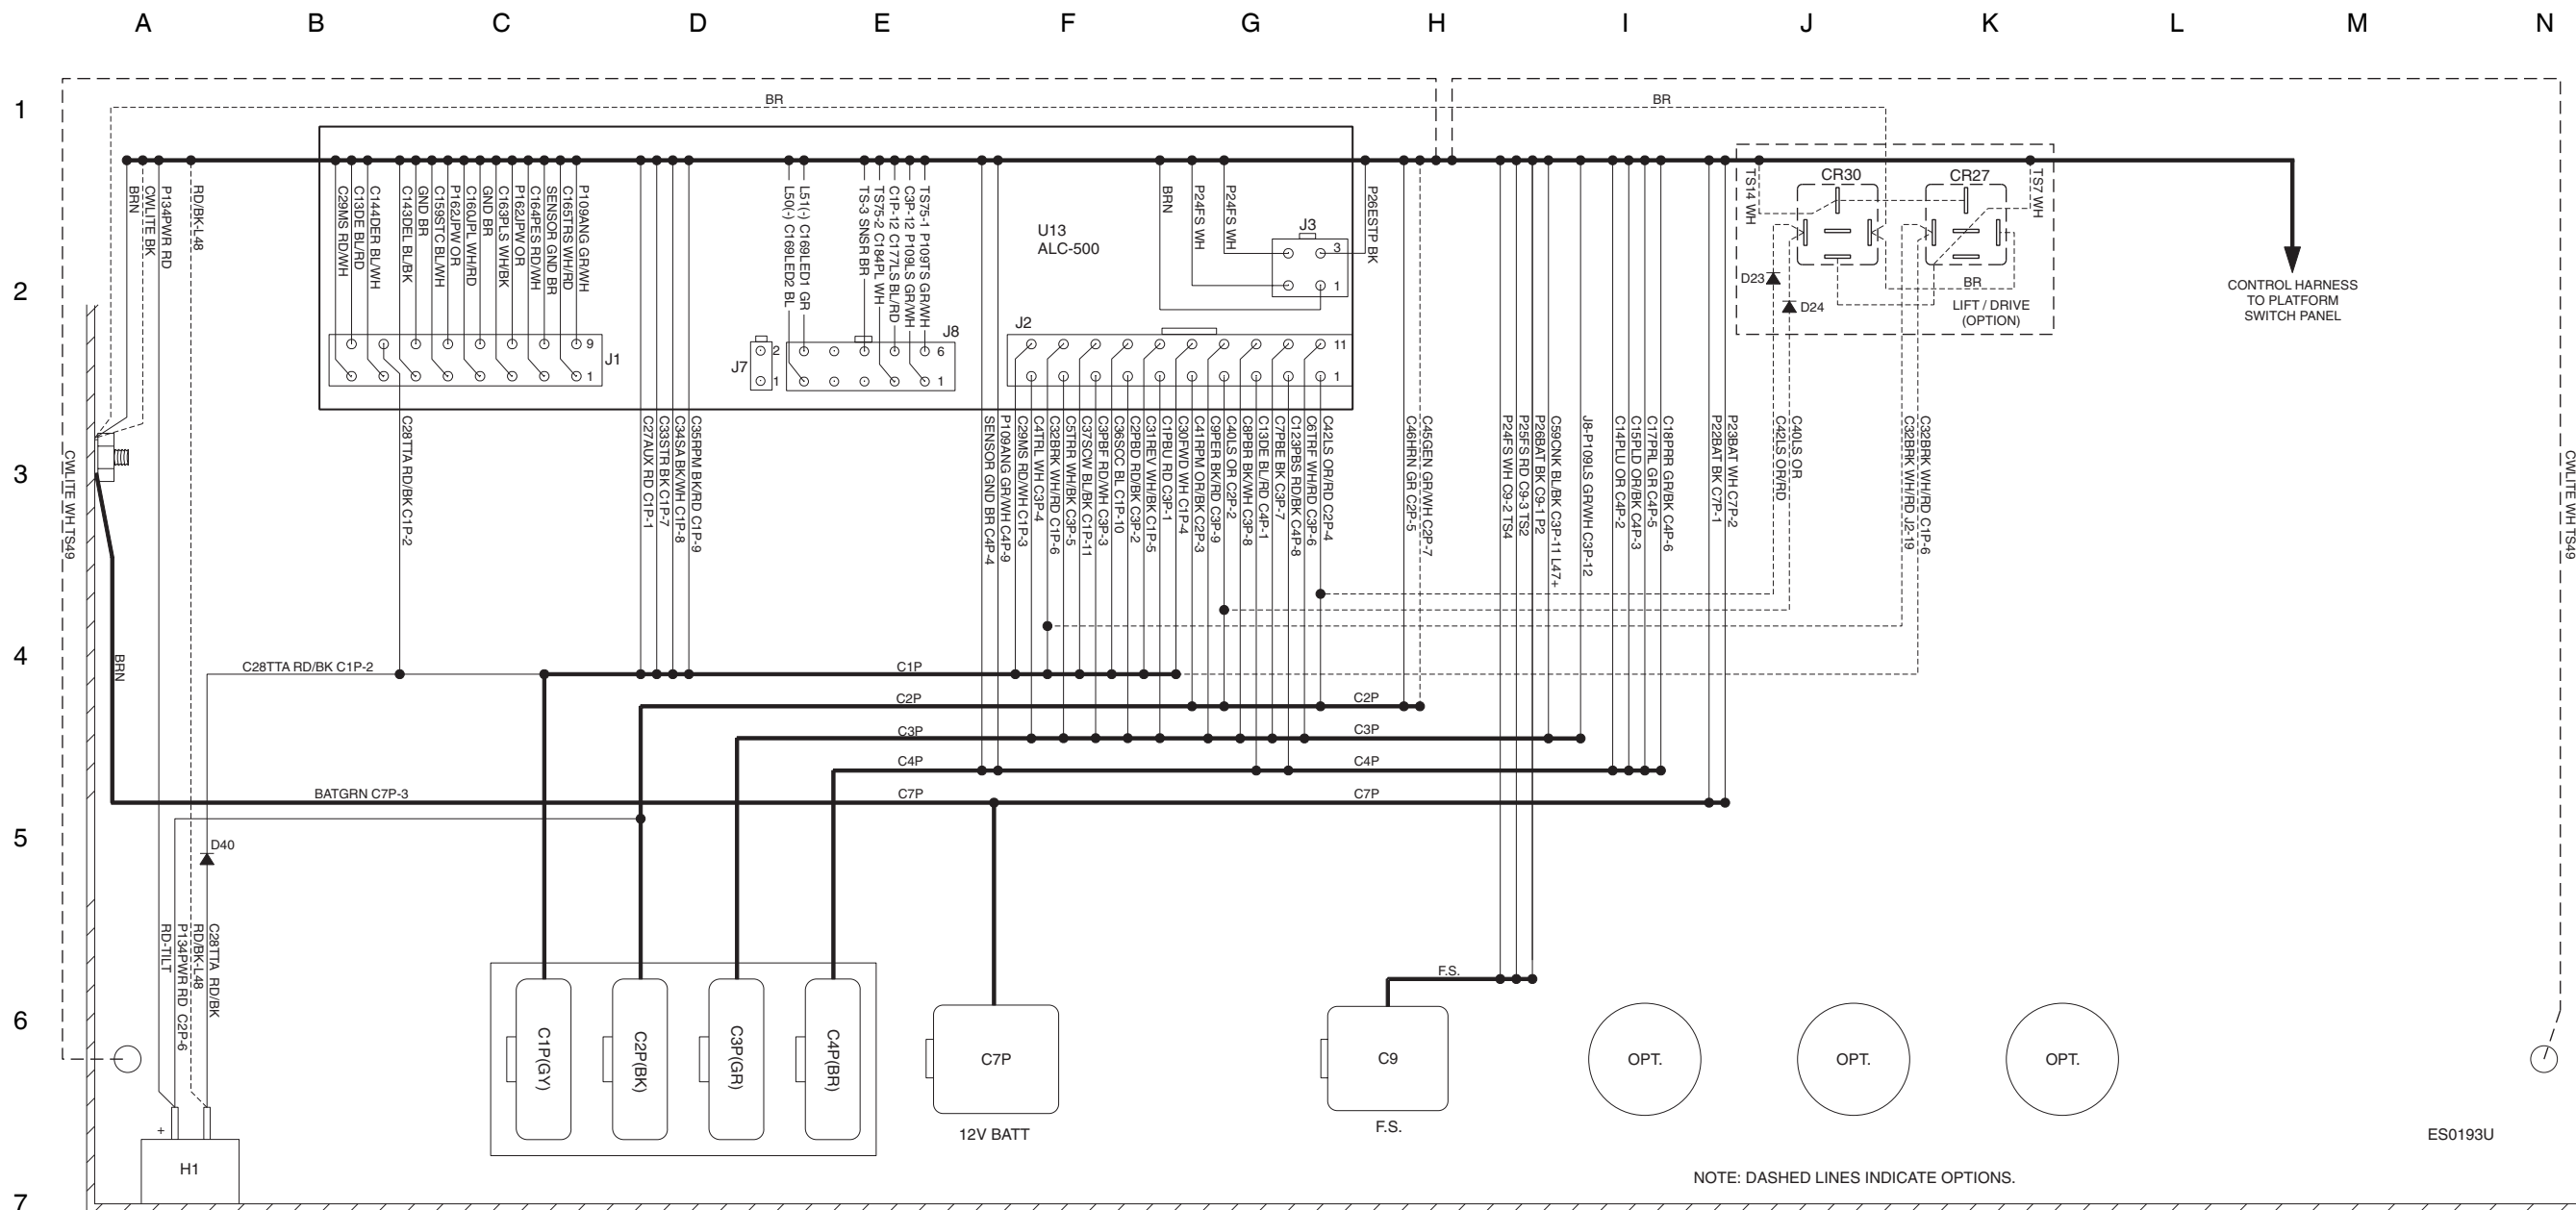 A B C D E F G H I J K L M N
1
2
3
4
5
6
7
BR
BR
BRN
CWLITE BK
P134PWR RD
RD/BK-L48
C29MS RD/WH
C13DE BL/RD
C144DER BL/WH
C143DEL BL/BK
GND BR
C159STC BL/WH
P162JPW OR
C160JPL WH/RD
GND BR
C163PLS WH/BK
P162JPW OR
C164PES RD/WH
SENSOR GND BR
C165TRS WH/RD
P109ANG GR/WH
9
1
J1
L50(-) C169LED2 BL
L51(-) C169LED1 GR
TS-3 SNSR BR
TS75-2 C184PL WH
C1P-12 C177LS BL/RD
C3P-12 P109LS GR/WH
TS75-1 P109TS GR/WH
J7
2
1
J8
6
1
U13
ALC-500
BRN
P24FS WH
P24FS WH
J3
3
1
P26ESTP BK
J2
11
1
TS14 WH
CR30
CR27
TS7 WH
D23
D24
BR
LIFT / DRIVE
(OPTION)
CONTROL HARNESS
TO PLATFORM
SWITCH PANEL
CWLITE WH TS49
C28TTA RD/BK C1P-2
C27AUX RD C1P-1
C33STR BK C1P-7
C34SA BK/WH C1P-8
C35RPM BK/RD C1P-9
SENSOR GND BR C4P-4
P109ANG GR/WH C4P-9
C29MS RD/WH C1P-3
C4TRL WH C3P-4
C32BRK WH/RD C1P-6
C5TRR WH/BK C3P-5
C37SCW BL/BK C1P-11
C3PBF RD/WH C3P-3
C36SCC BL C1P-10
C2PBD RD/BK C3P-2
C31REV WH/BK C1P-5
C1PBU RD C3P-1
C30FWD WH C1P-4
C41RPM OR/BK C2P-3
C9PER BK/RD C3P-9
C40LS OR C2P-2
C8PBR BK/WH C3P-8
C13DE BL/RD C4P-1
C7PBE BK C3P-7
C123PBS RD/BK C4P-8
C6TRF WH/RD C3P-6
C42LS OR/RD C2P-4
C46HRN GR C2P-5
C45GEN GR/WH C2P-7
P24FS WH C9-2 TS4
P25FS RD C9-3 TS2
P26BAT BK C9-1 P2
C59CNK BL/BK C3P-11 L47+
J8-P109LS GR/WH C3P-12
C14PLU OR C4P-2
C15PLD OR/BK C4P-3
C17PRL GR C4P-5
C18PRR GR/BK C4P-6
P22BAT BK C7P-1
P23BAT WH C7P-2
C42LS OR/RD
C40LS OR
C32BRK WH/RD J2-19
C32BRK WH/RD C1P-6
CWLITE WH TS49
BRN
C28TTA RD/BK C1P-2
C1P
C2P
C2P
C3P
C3P
C4P
C4P
BATGRN C7P-3
C7P
C7P
D40
RD-TILT
P134PWR RD C2P-6
RD/BK-L48
C28TTA RD/BK
F.S.
C1P(GY)
C2P(BK)
C3P(GR)
C4P(BR)
C7P
C9
OPT.
OPT.
OPT.
+
H1
12V BATT
F.S.
ES0193U
NOTE: DASHED LINES INDICATE OPTIONS.